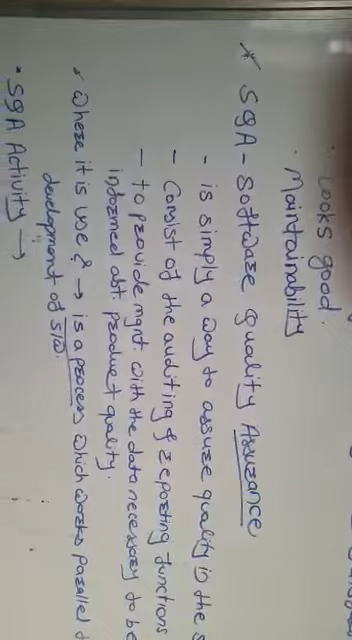 · Looks good.
· Maintainability
* SQA - Software Quality Assurance
- is simply a way to assure quality in the s
- Consist of the auditing & reporting functions
- to provide mgnt. with the data necessary to be
informed abt. product quality.
* Where it is use & → is a process which works parallel t
development of s/w.
• SQA Activity →